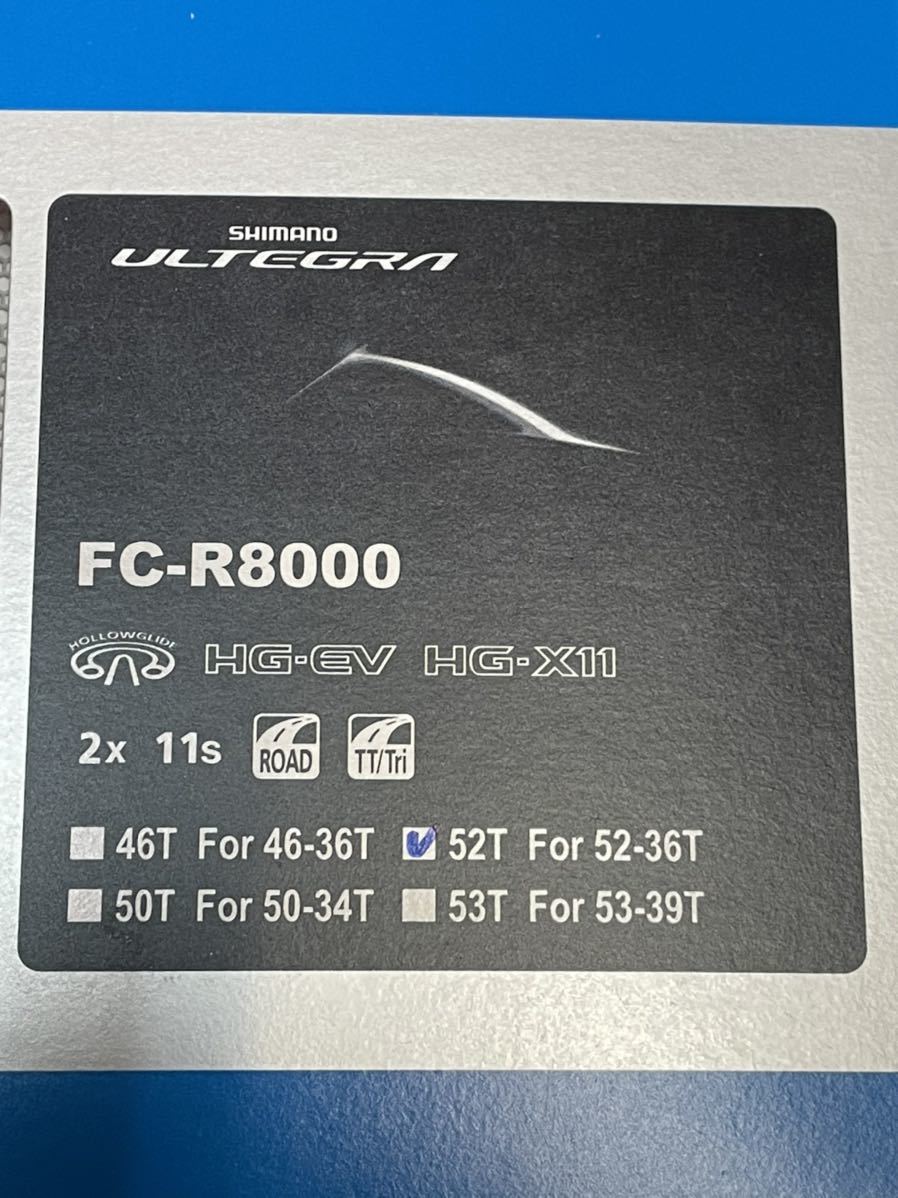 SHIMANO
ULTEGRA
FC-R8000
HOLLOWGLIDE
HG-EV HG-X11
2x 11s ROAD TT/Tri
46T For 46-36T 52T For 52-36T
50T For 50-34T 53T For 53-39T